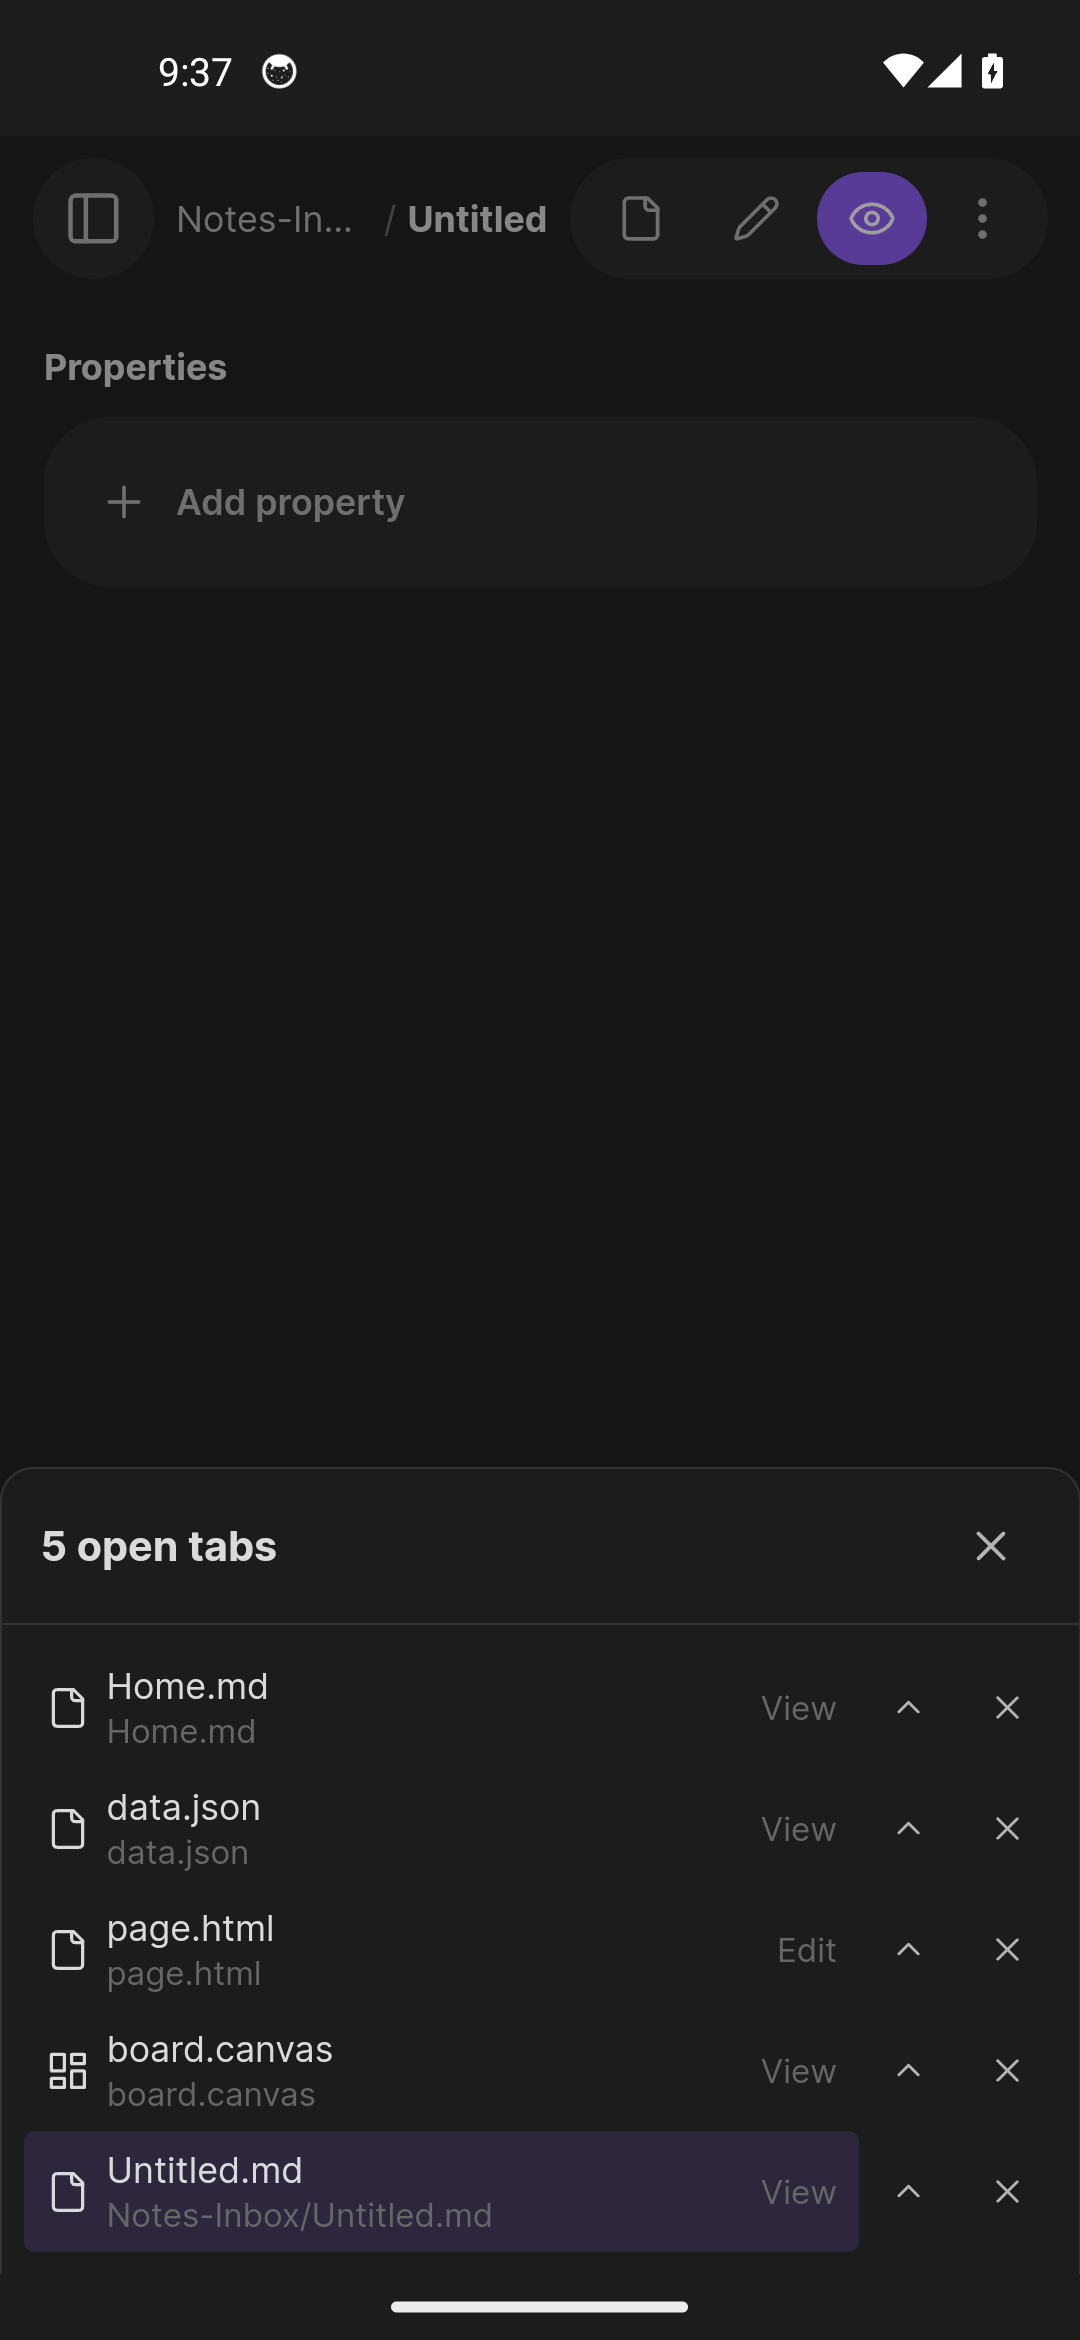 9:37
Notes-In... / Untitled
Properties
Add property
5 open tabs
Home.md
Home.md
View
data.json
data.json
View
page.html
page.html
Edit
board.canvas
board.canvas
View
Untitled.md
Notes-Inbox/Untitled.md
View